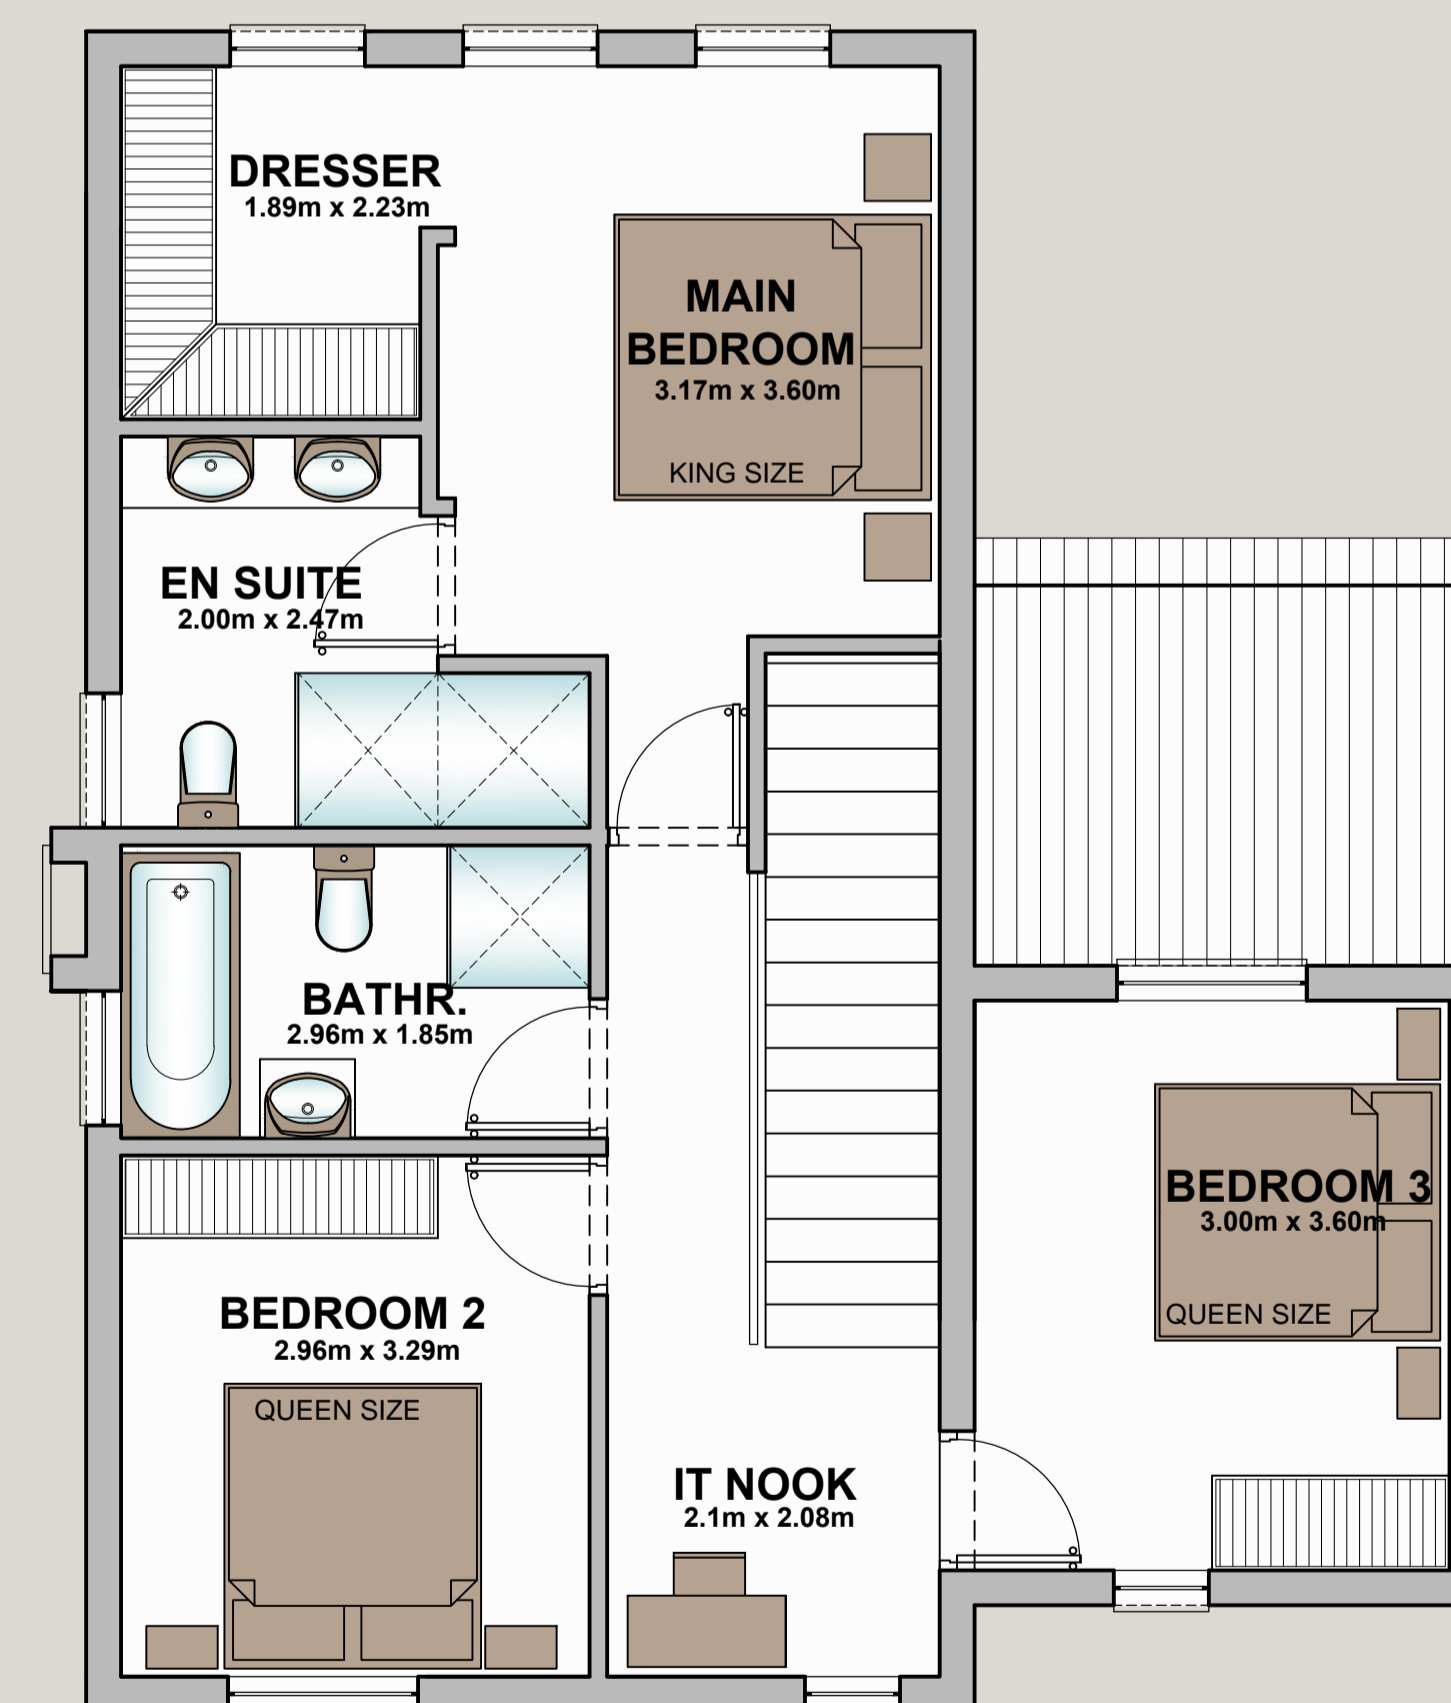 DRESSER
1.89m x 2.23m
MAIN
BEDROOM
3.17m x 3.60m
KING SIZE
EN SUITE
2.00m x 2.47m
BATHR.
2.96m x 1.85m
BEDROOM 3
3.00m x 3.60m
QUEEN SIZE
BEDROOM 2
2.96m x 3.29m
QUEEN SIZE
IT NOOK
2.1m x 2.08m